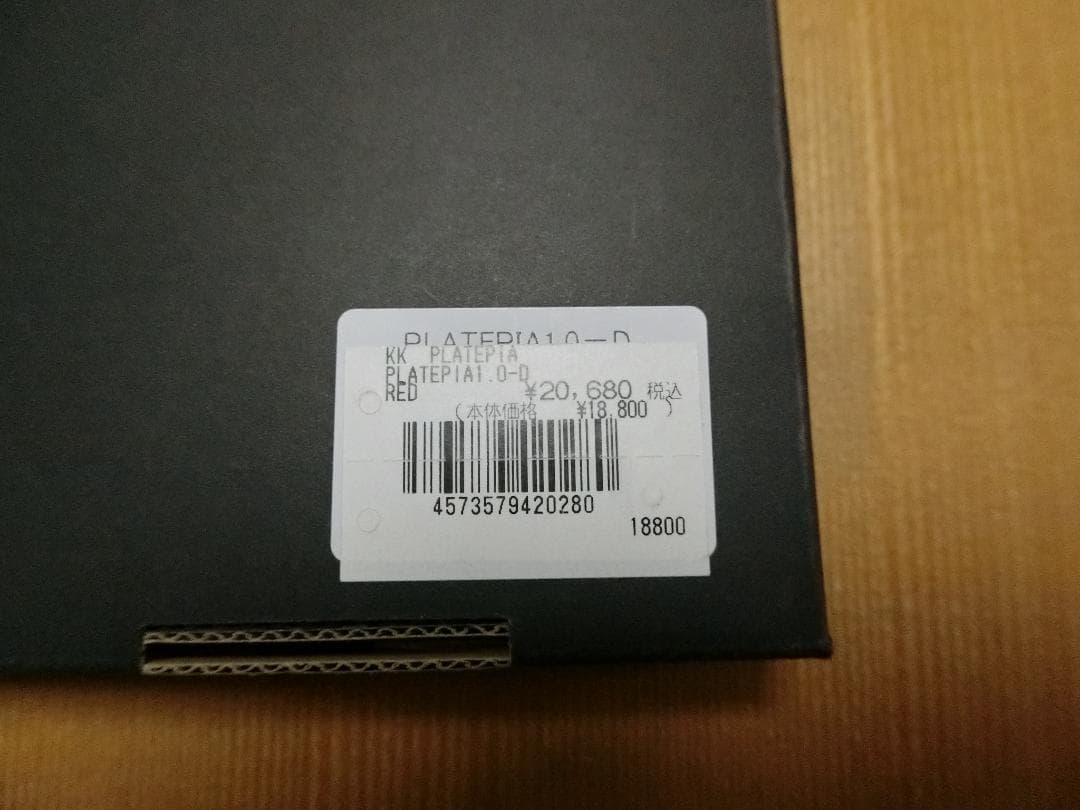 PLATEPIA1.0-D
KK PLATEPIA
PLATEPIA1.0-D
RED ¥20,680 税込
(本体価格 ¥18,800 )
4573579420280
18800